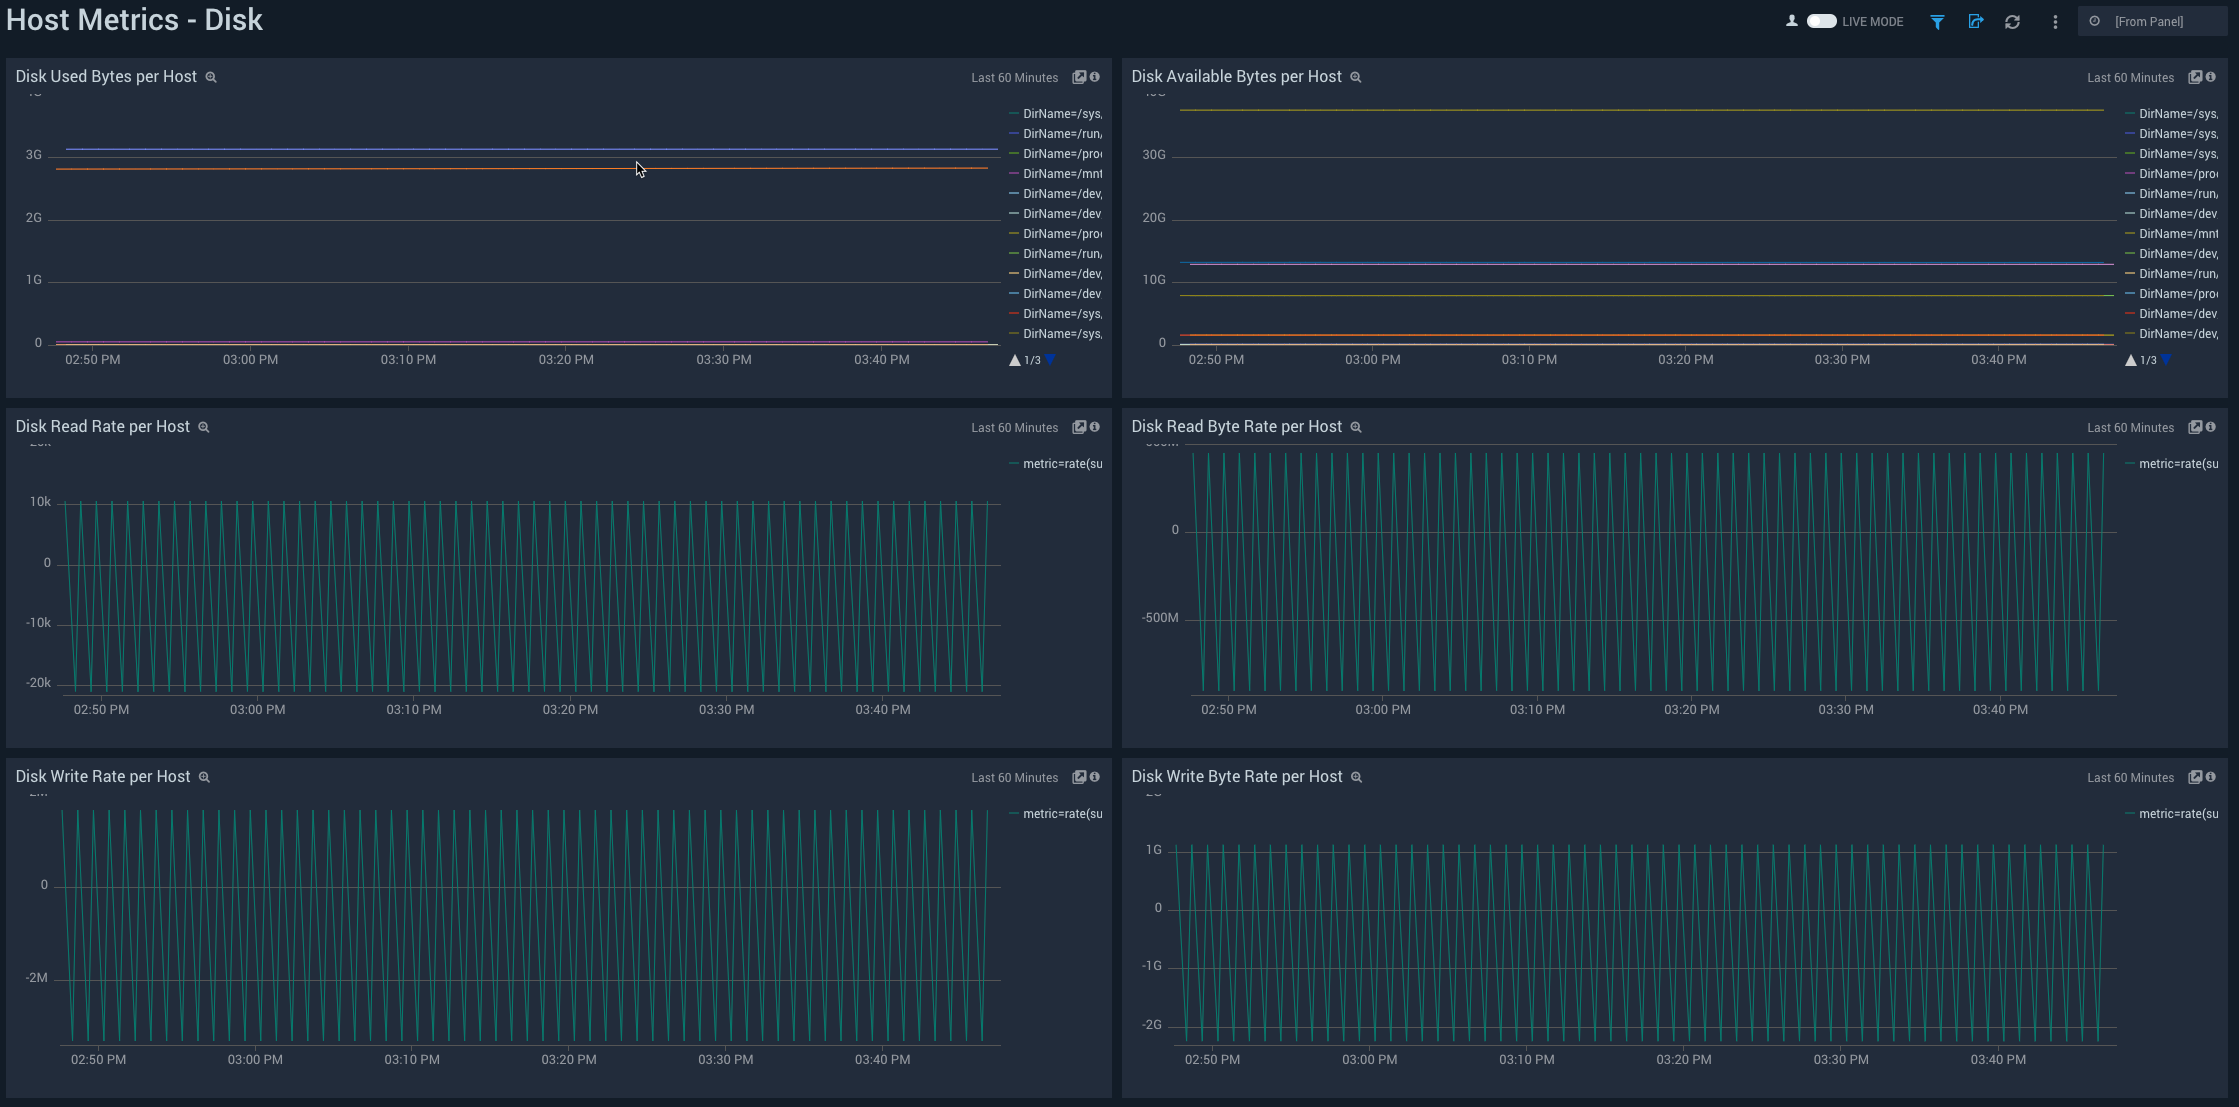 Host Metrics - Disk
LIVE MODE
[From Panel]
Disk Used Bytes per Host
Last 60 Minutes
3G
2G
1G
0
02:50 PM 03:00 PM 03:10 PM 03:20 PM 03:30 PM 03:40 PM
DirName=/sys,
DirName=/run,
DirName=/pro
DirName=/mnt
DirName=/dev,
DirName=/dev
DirName=/pro
DirName=/run,
DirName=/dev,
DirName=/dev
DirName=/sys,
DirName=/sys,
1/3
Disk Available Bytes per Host
Last 60 Minutes
30G
20G
10G
0
02:50 PM 03:00 PM 03:10 PM 03:20 PM 03:30 PM 03:40 PM
DirName=/sys,
DirName=/sys,
DirName=/sys,
DirName=/pro
DirName=/run,
DirName=/dev
DirName=/mnt
DirName=/dev,
DirName=/run,
DirName=/pro
DirName=/dev
DirName=/dev,
1/3
Disk Read Rate per Host
Last 60 Minutes
10k
0
-10k
-20k
02:50 PM 03:00 PM 03:10 PM 03:20 PM 03:30 PM 03:40 PM
metric=rate(su
Disk Read Byte Rate per Host
Last 60 Minutes
0
-500M
02:50 PM 03:00 PM 03:10 PM 03:20 PM 03:30 PM 03:40 PM
metric=rate(su
Disk Write Rate per Host
Last 60 Minutes
0
-2M
02:50 PM 03:00 PM 03:10 PM 03:20 PM 03:30 PM 03:40 PM
metric=rate(su
Disk Write Byte Rate per Host
Last 60 Minutes
1G
0
-1G
-2G
02:50 PM 03:00 PM 03:10 PM 03:20 PM 03:30 PM 03:40 PM
metric=rate(su